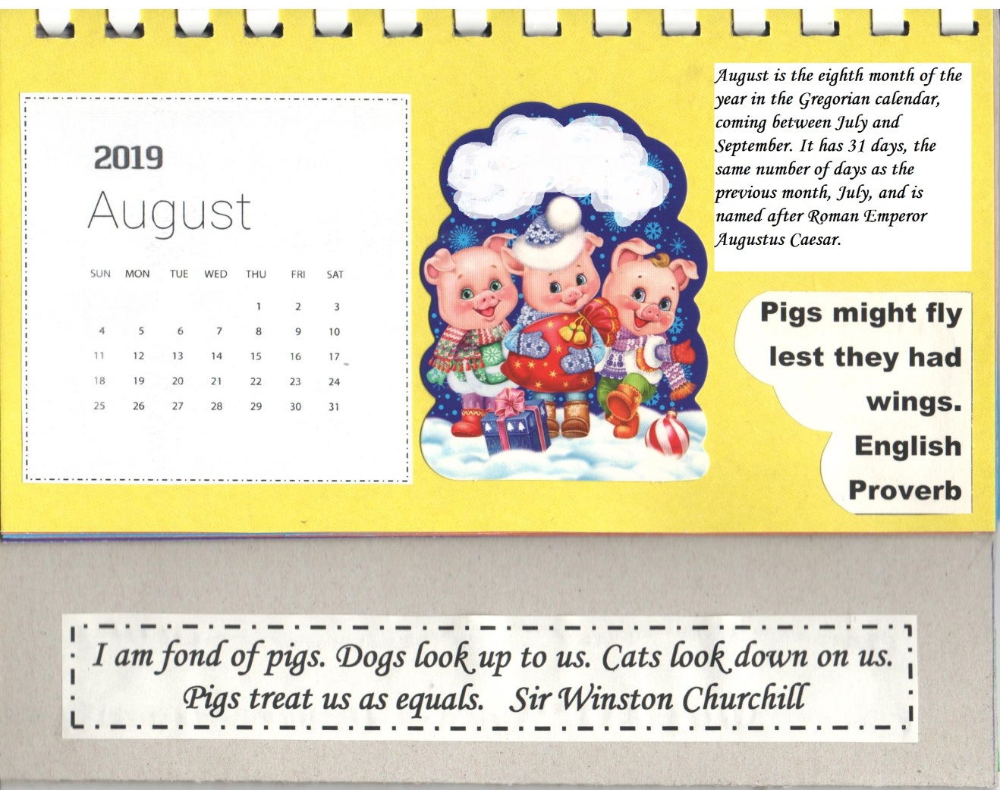 2019
August
SUN MON TUE WED THU FRI SAT
1 2 3
4 5 6 7 8 9 10
11 12 13 14 15 16 17
18 19 20 21 22 23 24
25 26 27 28 29 30 31
August is the eighth month of the
year in the Gregorian calendar,
coming between July and
September. It has 31 days, the
same number of days as the
previous month, July, and is
named after Roman Emperor
Augustus Caesar.
Pigs might fly
lest they had
wings.
English
Proverb
I am fond of pigs. Dogs look up to us. Cats look down on us.
Pigs treat us as equals. Sir Winston Churchill